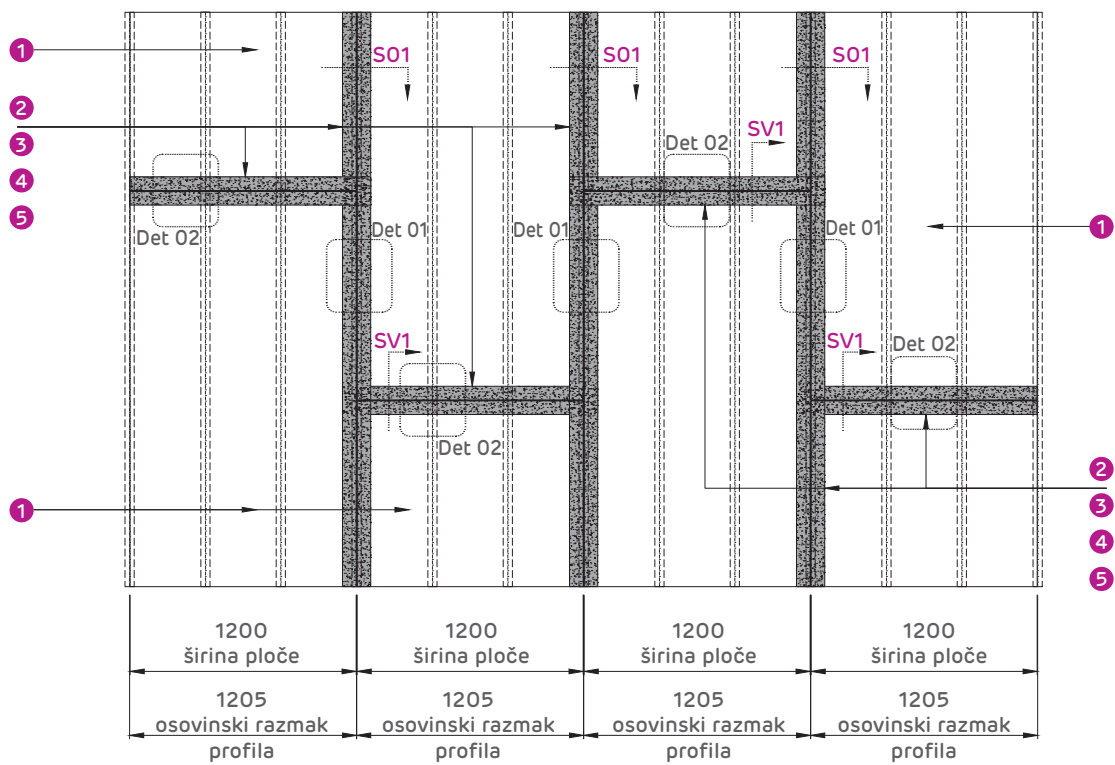 1
S01
S01
S01
2
3
4
5
Det 02
SV1
Det 02
Det 01
Det 01
Det 01
1
SV1
Det 02
SV1
Det 02
1
2
3
4
5
1200
širina ploče
1200
širina ploče
1200
širina ploče
1200
širina ploče
1205
osovinski razmak
profila
1205
osovinski razmak
profila
1205
osovinski razmak
profila
1205
osovinski razmak
profila